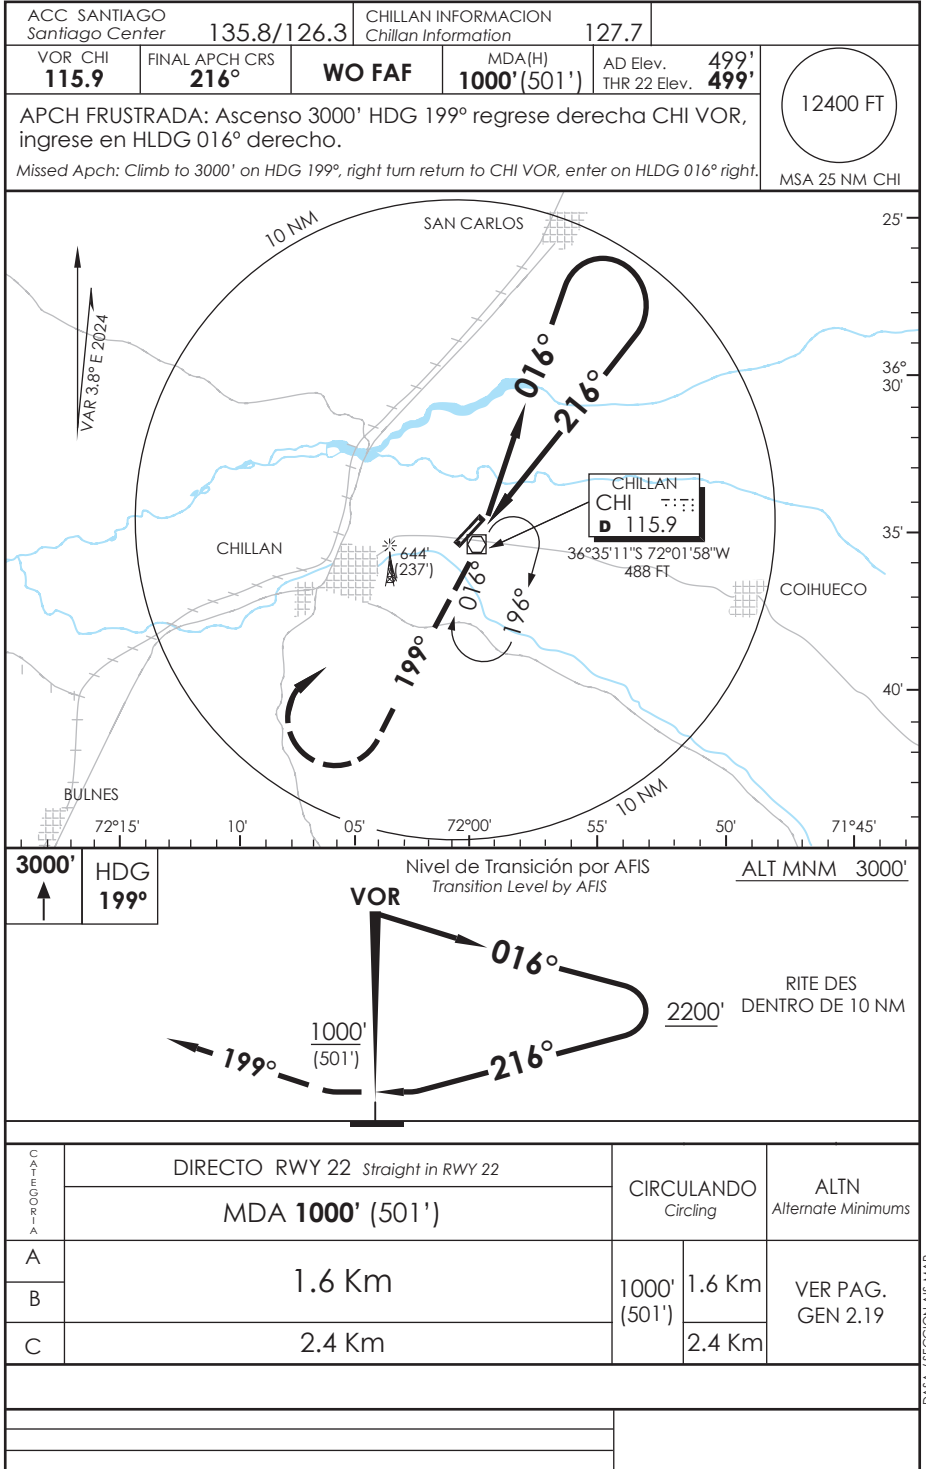 ACC SANTIAGO
Santiago Center 135.8/126.3
CHILLAN INFORMACION
Chillan Information 127.7
VOR CHI
115.9
FINAL APCH CRS
216°
WO FAF
MDA(H)
1000'(501')
AD Elev. 499'
THR 22 Elev. 499'
APCH FRUSTRADA: Ascenso 3000' HDG 199º regrese derecha CHI VOR,
ingrese en HLDG 016º derecho.
Missed Apch: Climb to 3000' on HDG 199º, right turn return to CHI VOR, enter on HLDG 016º right.
12400 FT
MSA 25 NM CHI
10 NM
SAN CARLOS
25'
VAR 3.8º E 2024
016°
216°
36°
30'
CHILLAN
CHI
D 115.9
36°35'11"S 72°01'58"W
488 FT
35'
CHILLAN
644'
(237')
016°
196°
COIHUECO
199°
40'
BULNES
10 NM
72°15' 10' 05' 72°00' 55' 50' 71°45'
3000'
HDG
199º
Nivel de Transición por AFIS
Transition Level by AFIS
ALT MNM 3000'
VOR
016°
RITE DES
DENTRO DE 10 NM
2200'
1000'
(501')
199°
216°
CATEGORIA
DIRECTO RWY 22 Straight in RWY 22
MDA 1000' (501')
CIRCULANDO
Circling
ALTN
Alternate Minimums
A
B
1.6 Km
1000'
(501')
1.6 Km
VER PAG.
GEN 2.19
C
2.4 Km
2.4 Km